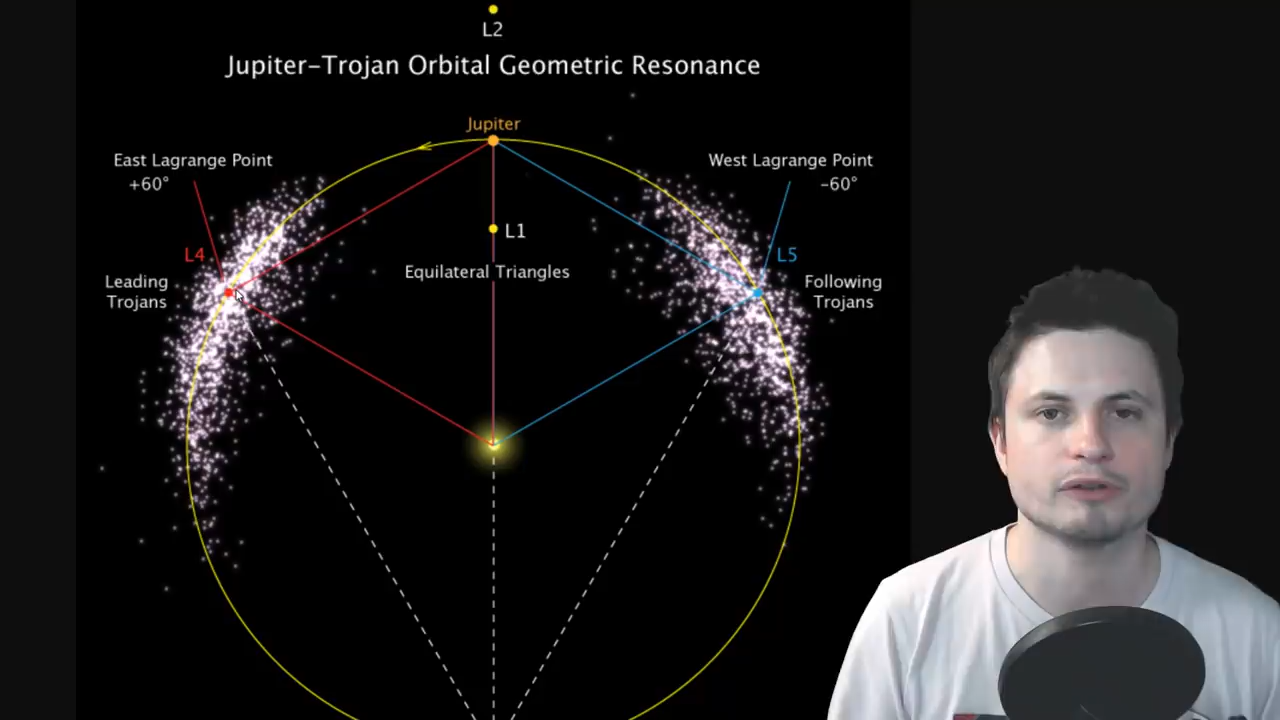 L2
Jupiter–Trojan Orbital Geometric Resonance
Jupiter
East Lagrange Point
+60°
West Lagrange Point
–60°
L1
L4
L5
Equilateral Triangles
Leading
Trojans
Following
Trojans